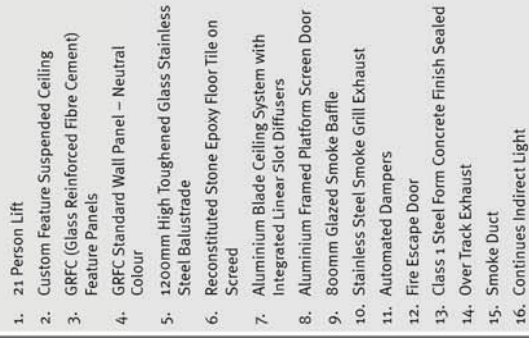 1. 21 Person Lift
2. Custom Feature Suspended Ceiling
3. GRFC (Glass Reinforced Fibre Cement)
Feature Panels
4. GRFC Standard Wall Panel – Neutral
Colour
5. 1200mm High Toughened Glass Stainless
Steel Balustrade
6. Reconstituted Stone Epoxy Floor Tile on
Screed
7. Aluminium Blade Ceiling System with
Integrated Linear Slot Diffusers
8. Aluminium Framed Platform Screen Door
9. 800mm Glazed Smoke Baffle
10. Stainless Steel Smoke Grill Exhaust
11. Automated Dampers
12. Fire Escape Door
13. Class 1 Steel Form Concrete Finish Sealed
14. Over Track Exhaust
15. Smoke Duct
16. Continues Indirect Light